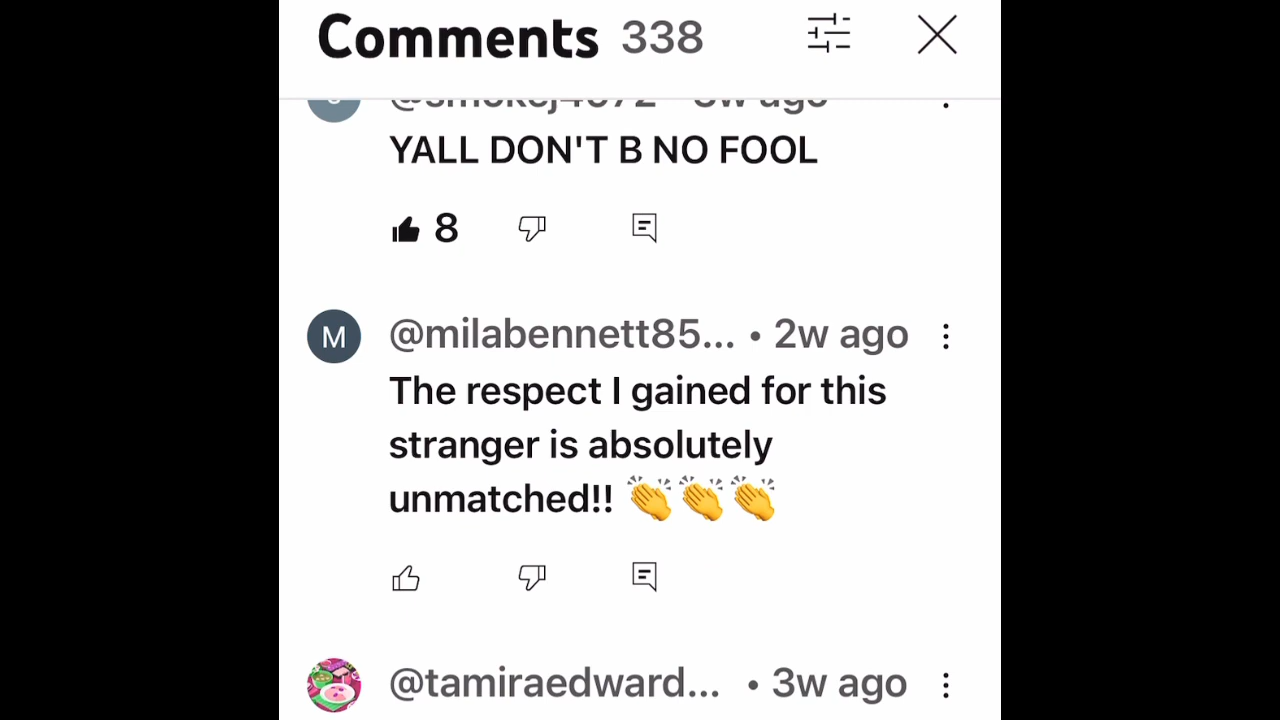 Comments 338
YALL DON'T B NO FOOL
8
M @milabennett85... • 2w ago
The respect I gained for this
stranger is absolutely
unmatched!! 👏👏👏
@tamiraedward... • 3w ago